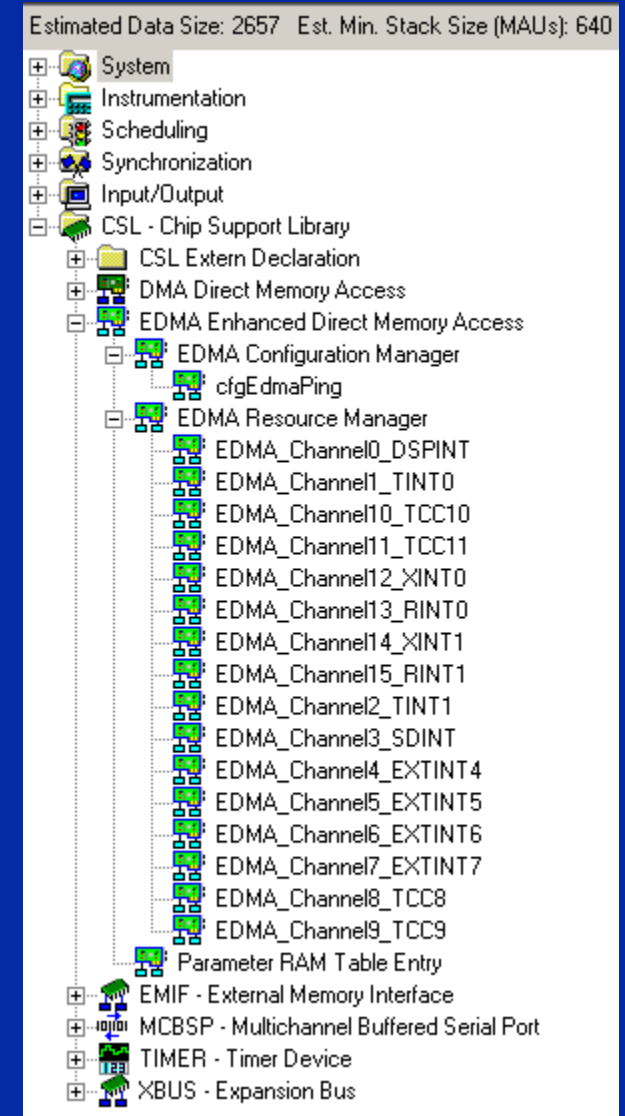 Estimated Data Size: 2657 Est. Min. Stack Size (MAUs): 640
System
Instrumentation
Scheduling
Synchronization
Input/Output
CSL - Chip Support Library
CSL Extern Declaration
DMA Direct Memory Access
EDMA Enhanced Direct Memory Access
EDMA Configuration Manager
cfgEdmaPing
EDMA Resource Manager
EDMA_Channel0_DSPINT
EDMA_Channel1_TINT0
EDMA_Channel10_TCC10
EDMA_Channel11_TCC11
EDMA_Channel12_XINT0
EDMA_Channel13_RINT0
EDMA_Channel14_XINT1
EDMA_Channel15_RINT1
EDMA_Channel2_TINT1
EDMA_Channel3_SDINT
EDMA_Channel4_EXTINT4
EDMA_Channel5_EXTINT5
EDMA_Channel6_EXTINT6
EDMA_Channel7_EXTINT7
EDMA_Channel8_TCC8
EDMA_Channel9_TCC9
Parameter RAM Table Entry
EMIF - External Memory Interface
MCBSP - Multichannel Buffered Serial Port
TIMER - Timer Device
XBUS - Expansion Bus